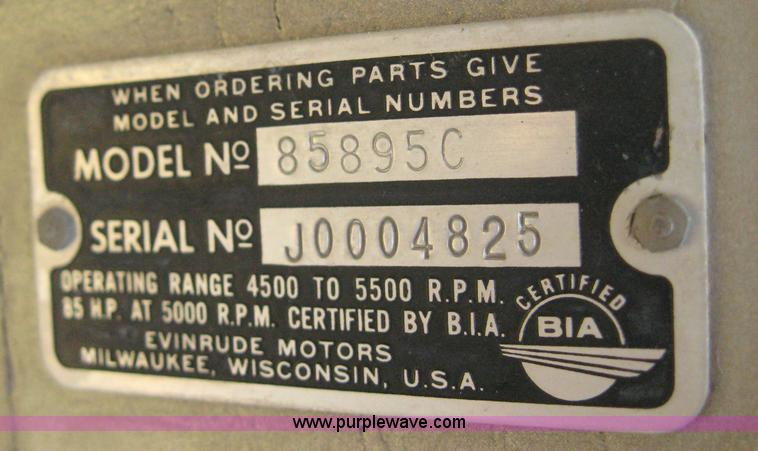 WHEN ORDERING PARTS GIVE
MODEL AND SERIAL NUMBERS
MODEL Nº 85895C
SERIAL Nº J0004825
OPERATING RANGE 4500 TO 5500 R.P.M.
85 H.P. AT 5000 R.P.M. CERTIFIED BY B.I.A.
EVINRUDE MOTORS
MILWAUKEE, WISCONSIN, U.S.A.
CERTIFIED
BIA
www.purplewave.com